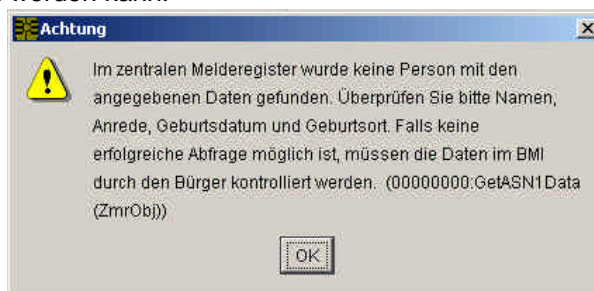 werden kann.
Achtung
Im zentralen Melderegister wurde keine Person mit den
angegebenen Daten gefunden. Überprüfen Sie bitte Namen,
Anrede, Geburtsdatum und Geburtsort. Falls keine
erfolgreiche Abfrage möglich ist, müssen die Daten im BMI
durch den Bürger kontrolliert werden. (00000000:GetASN1Data
(ZmrObj))
OK